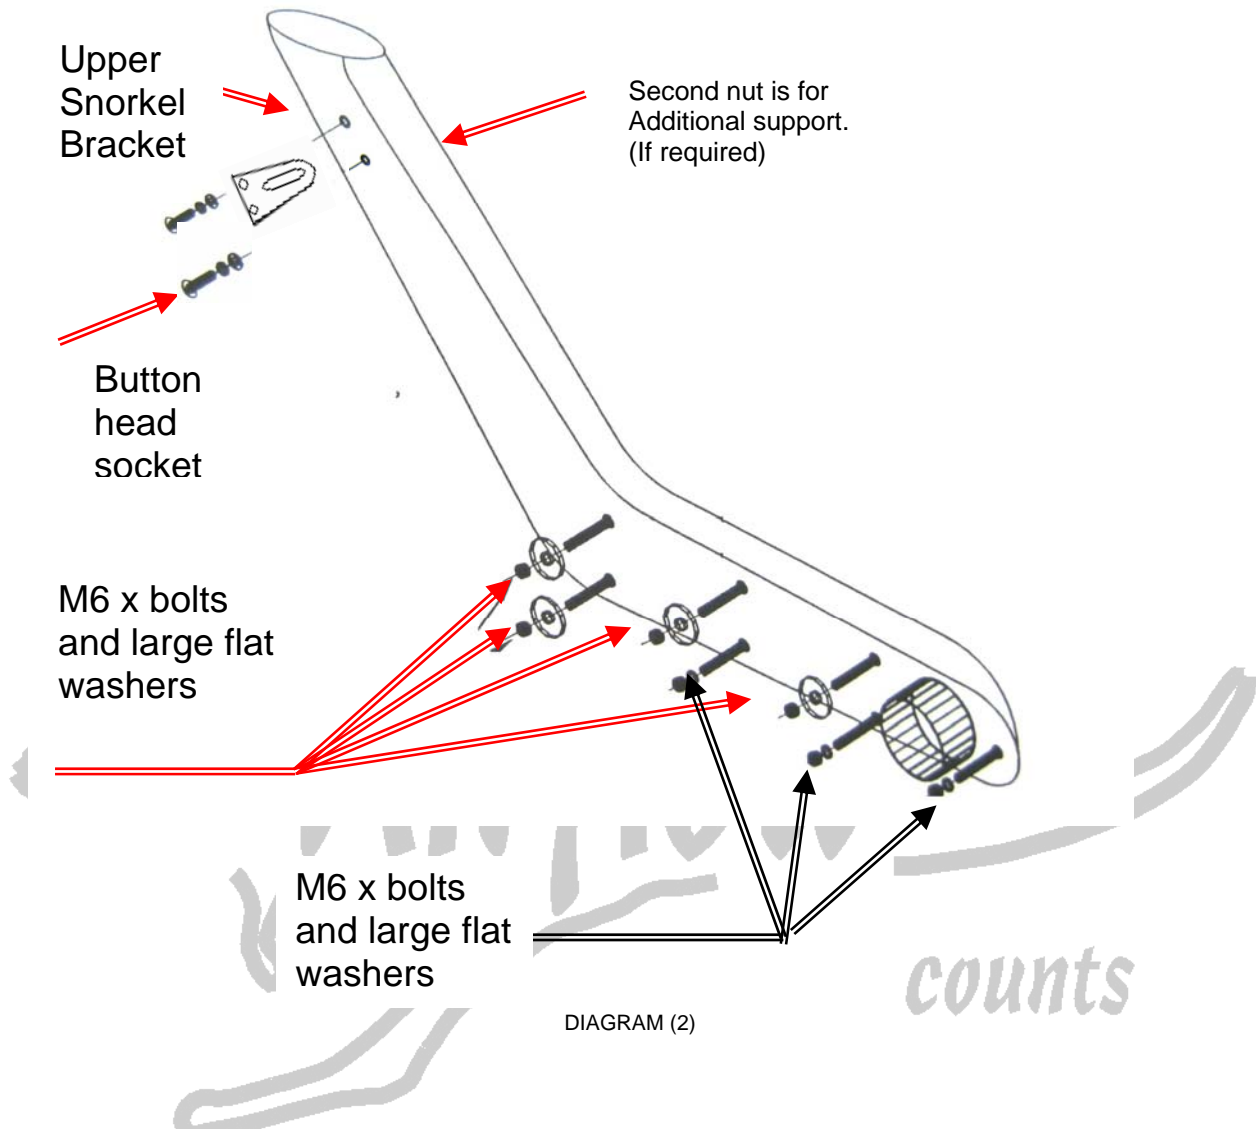 Upper
Snorkel
Bracket
Second nut is for
Additional support.
(If required)
Button
head
socket
M6 x bolts
and large flat
washers
M6 x bolts
and large flat
washers
counts
DIAGRAM (2)